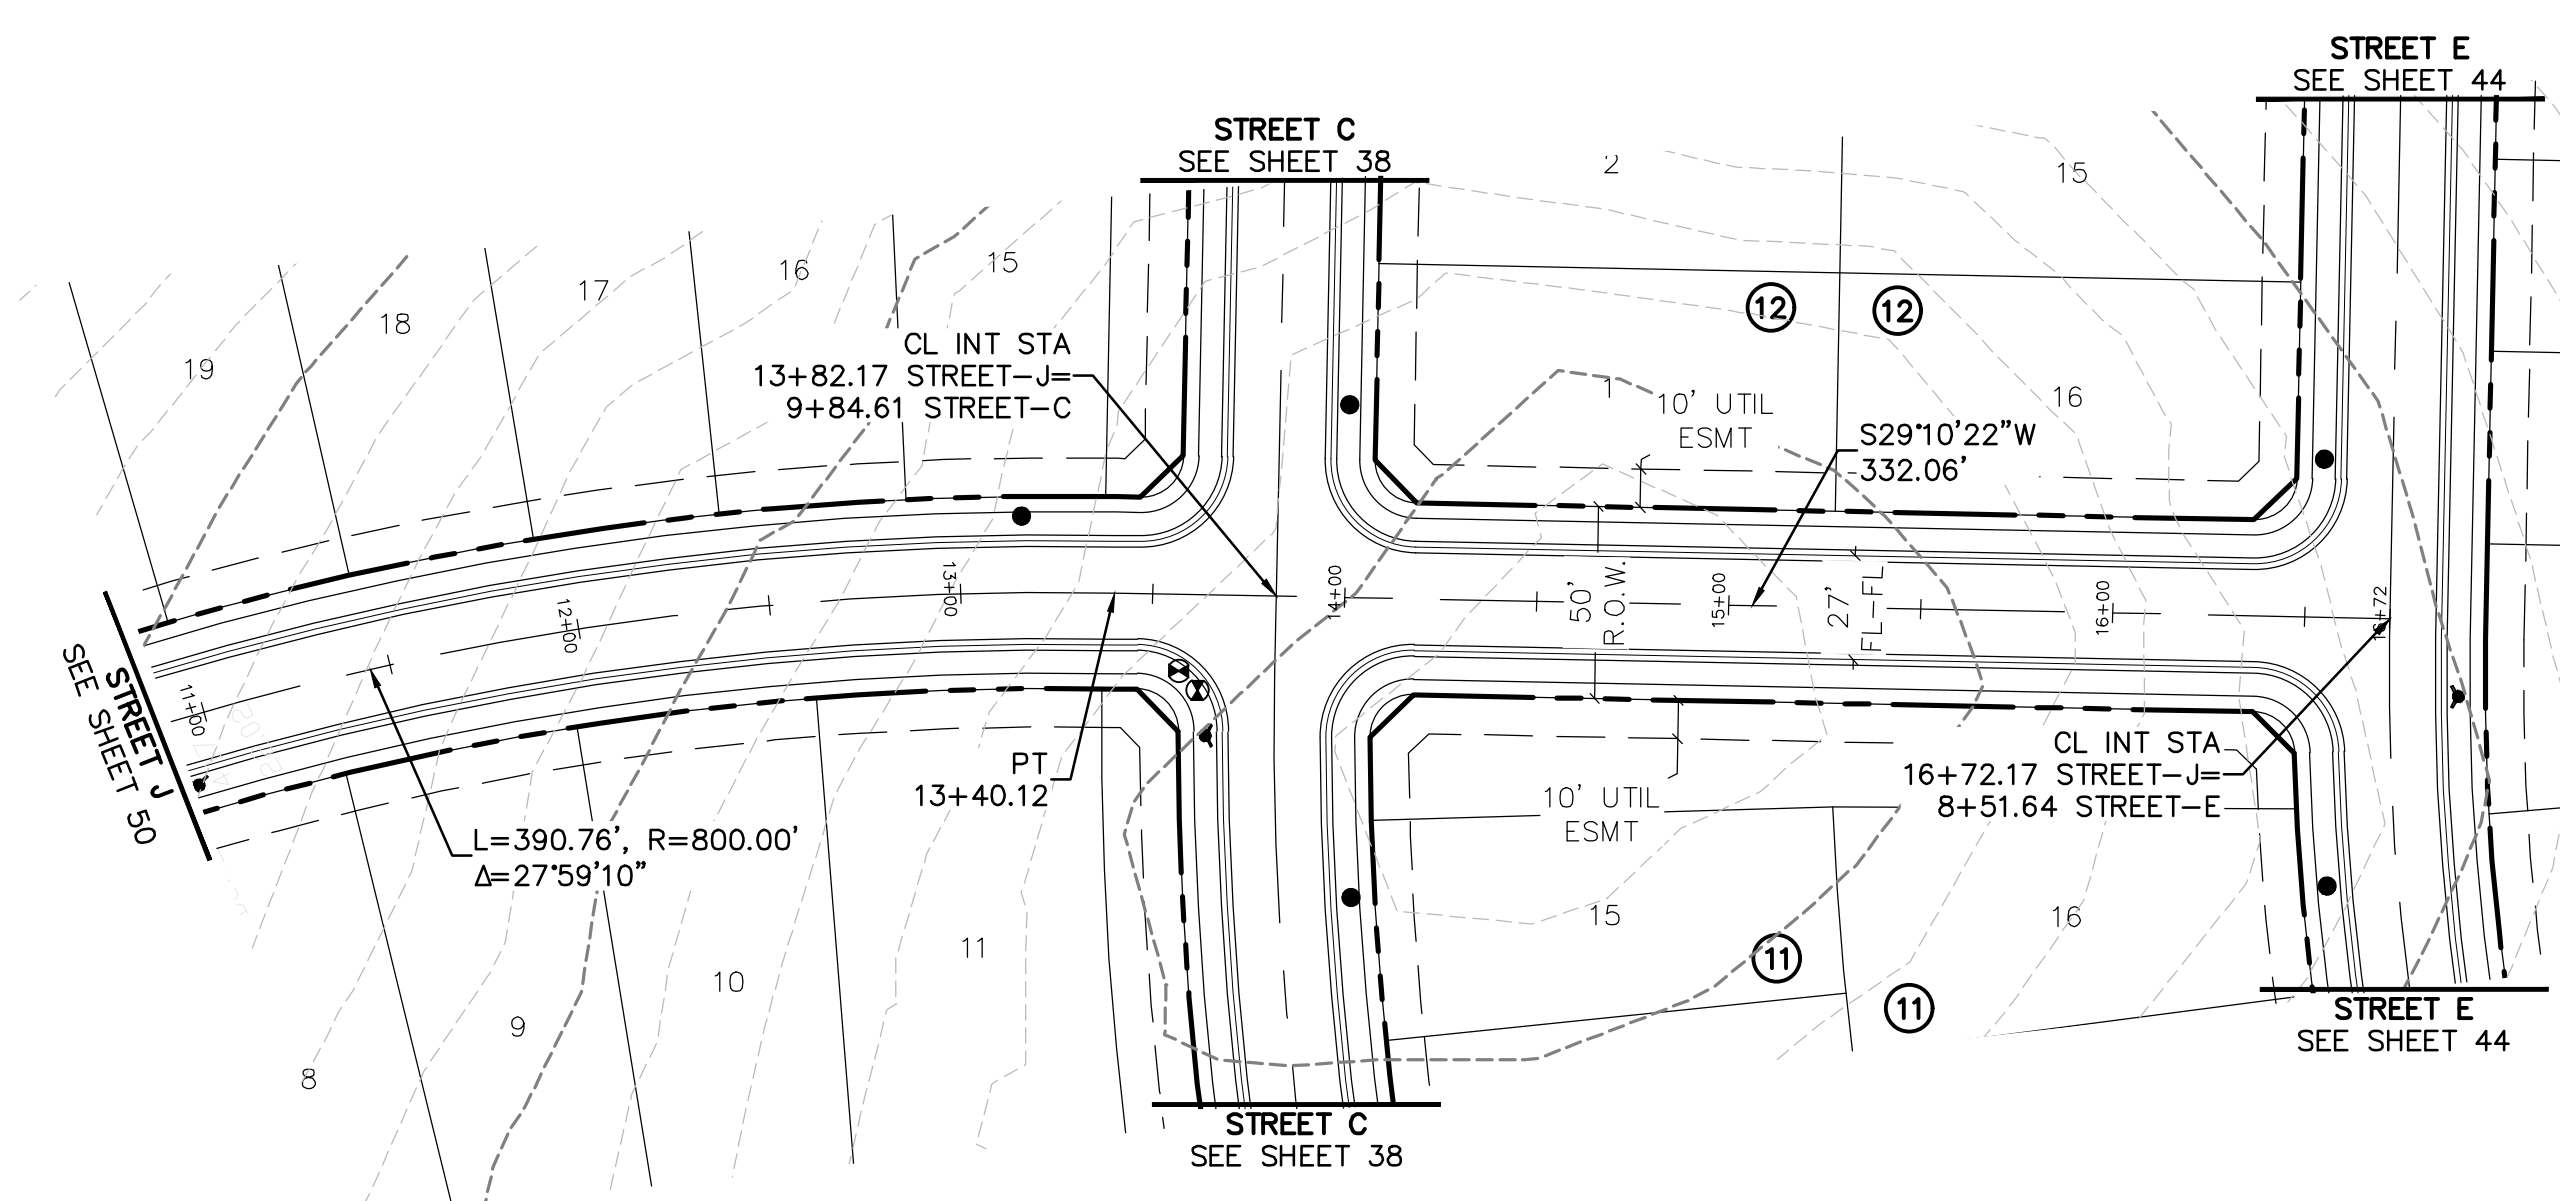 STREET E
SEE SHEET 44
STREET C
SEE SHEET 38
2
15
15
16
17
18
19
12
12
CL INT STA
13+82.17 STREET-J=
9+84.61 STREET-C
1
10' UTIL
ESMT
16
S29°10'22"W
332.06'
11+00
12+00
13+00
14+00
50'
R.O.W.
15+00
27'
FL-FL
16+00
16+72
STREET J
SEE SHEET 50
PT
13+40.12
L=390.76', R=800.00'
Δ=27°59'10"
10' UTIL
ESMT
CL INT STA
16+72.17 STREET-J=
8+51.64 STREET-E
8
9
10
11
15
16
11
11
STREET E
SEE SHEET 44
STREET C
SEE SHEET 38